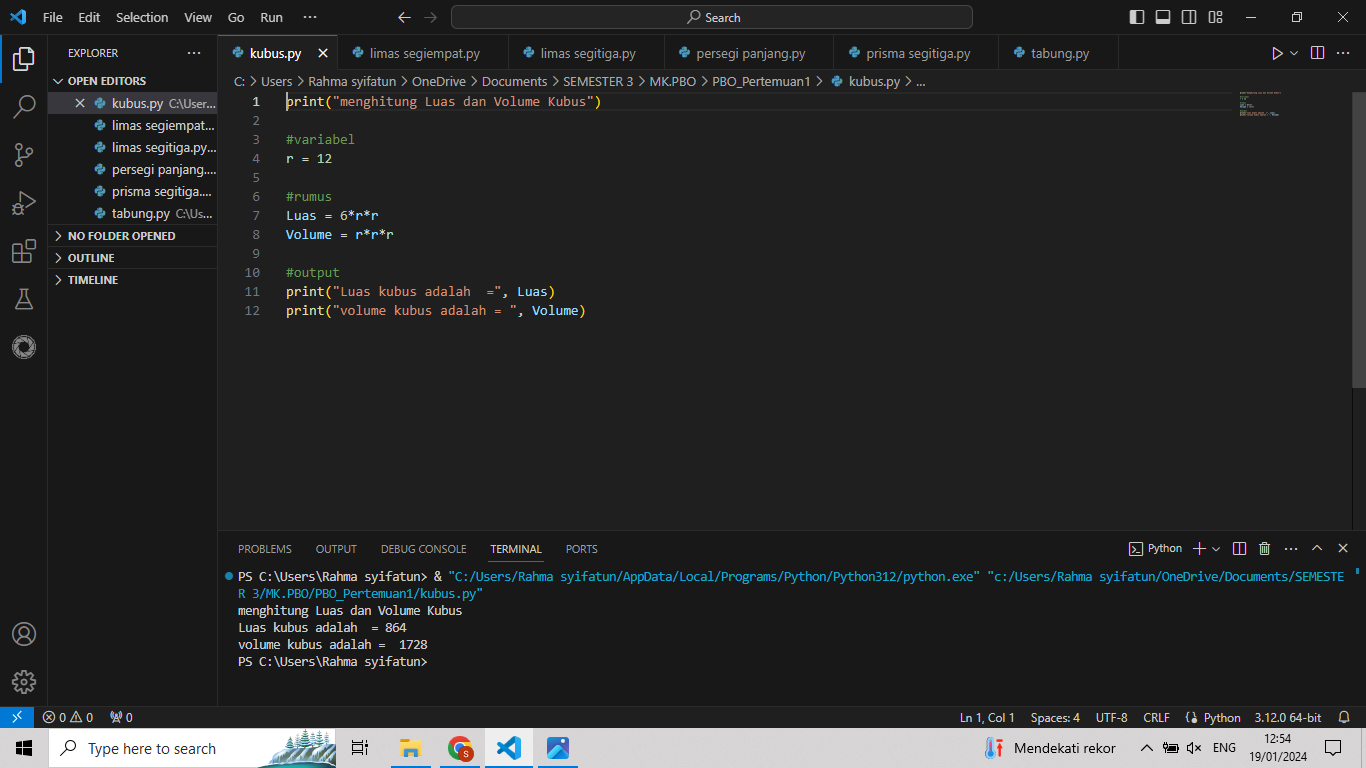 File Edit Selection View Go Run ···
Search
EXPLORER ···
kubus.py
limas segiempat.py
limas segitiga.py
persegi panjang.py
prisma segitiga.py
tabung.py
C: > Users > Rahma syifatun > OneDrive > Documents > SEMESTER 3 > MK.PBO > PBO_Pertemuan1 > kubus.py > ...
OPEN EDITORS
kubus.py C:\User...
limas segiempat...
limas segitiga.py...
persegi panjang....
prisma segitiga....
tabung.py C:\Us...
NO FOLDER OPENED
OUTLINE
TIMELINE
1 print("menghitung Luas dan Volume Kubus")
2
3 #variabel
4 r = 12
5
6 #rumus
7 Luas = 6*r*r
8 Volume = r*r*r
9
10 #output
11 print("Luas kubus adalah  =", Luas)
12 print("volume kubus adalah = ", Volume)
PROBLEMS OUTPUT DEBUG CONSOLE TERMINAL PORTS
Python
PS C:\Users\Rahma syifatun> & "C:/Users/Rahma syifatun/AppData/Local/Programs/Python/Python312/python.exe" "c:/Users/Rahma syifatun/OneDrive/Documents/SEMESTE
R 3/MK.PBO/PBO_Pertemuan1/kubus.py"
menghitung Luas dan Volume Kubus
Luas kubus adalah  = 864
volume kubus adalah =  1728
PS C:\Users\Rahma syifatun>
0 0 0
Ln 1, Col 1 Spaces: 4 UTF-8 CRLF Python 3.12.0 64-bit
Type here to search
S
Mendekati rekor
ENG
12:54
19/01/2024